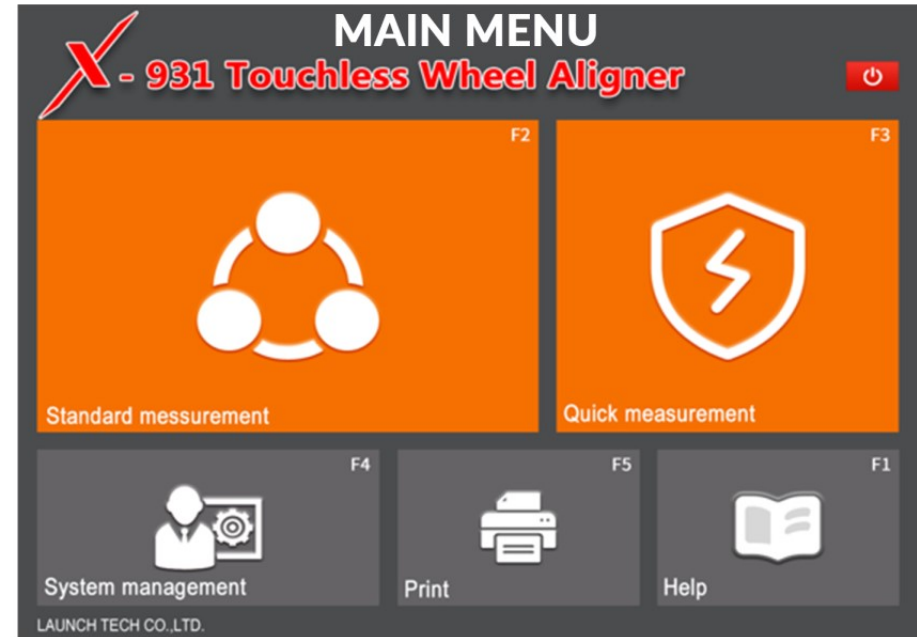 MAIN MENU
X - 931 Touchless Wheel Aligner
F2
Standard messurement
F3
Quick measurement
F4
System management
F5
Print
F1
Help
LAUNCH TECH CO.,LTD.